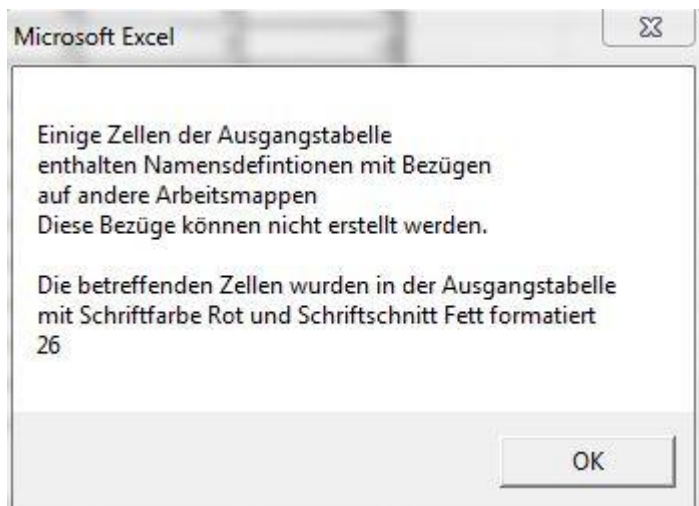 Microsoft Excel
Einige Zellen der Ausgangstabelle
enthalten Namensdefintionen mit Bezügen
auf andere Arbeitsmappen
Diese Bezüge können nicht erstellt werden.
Die betreffenden Zellen wurden in der Ausgangstabelle
mit Schriftfarbe Rot und Schriftschnitt Fett formatiert
26
OK